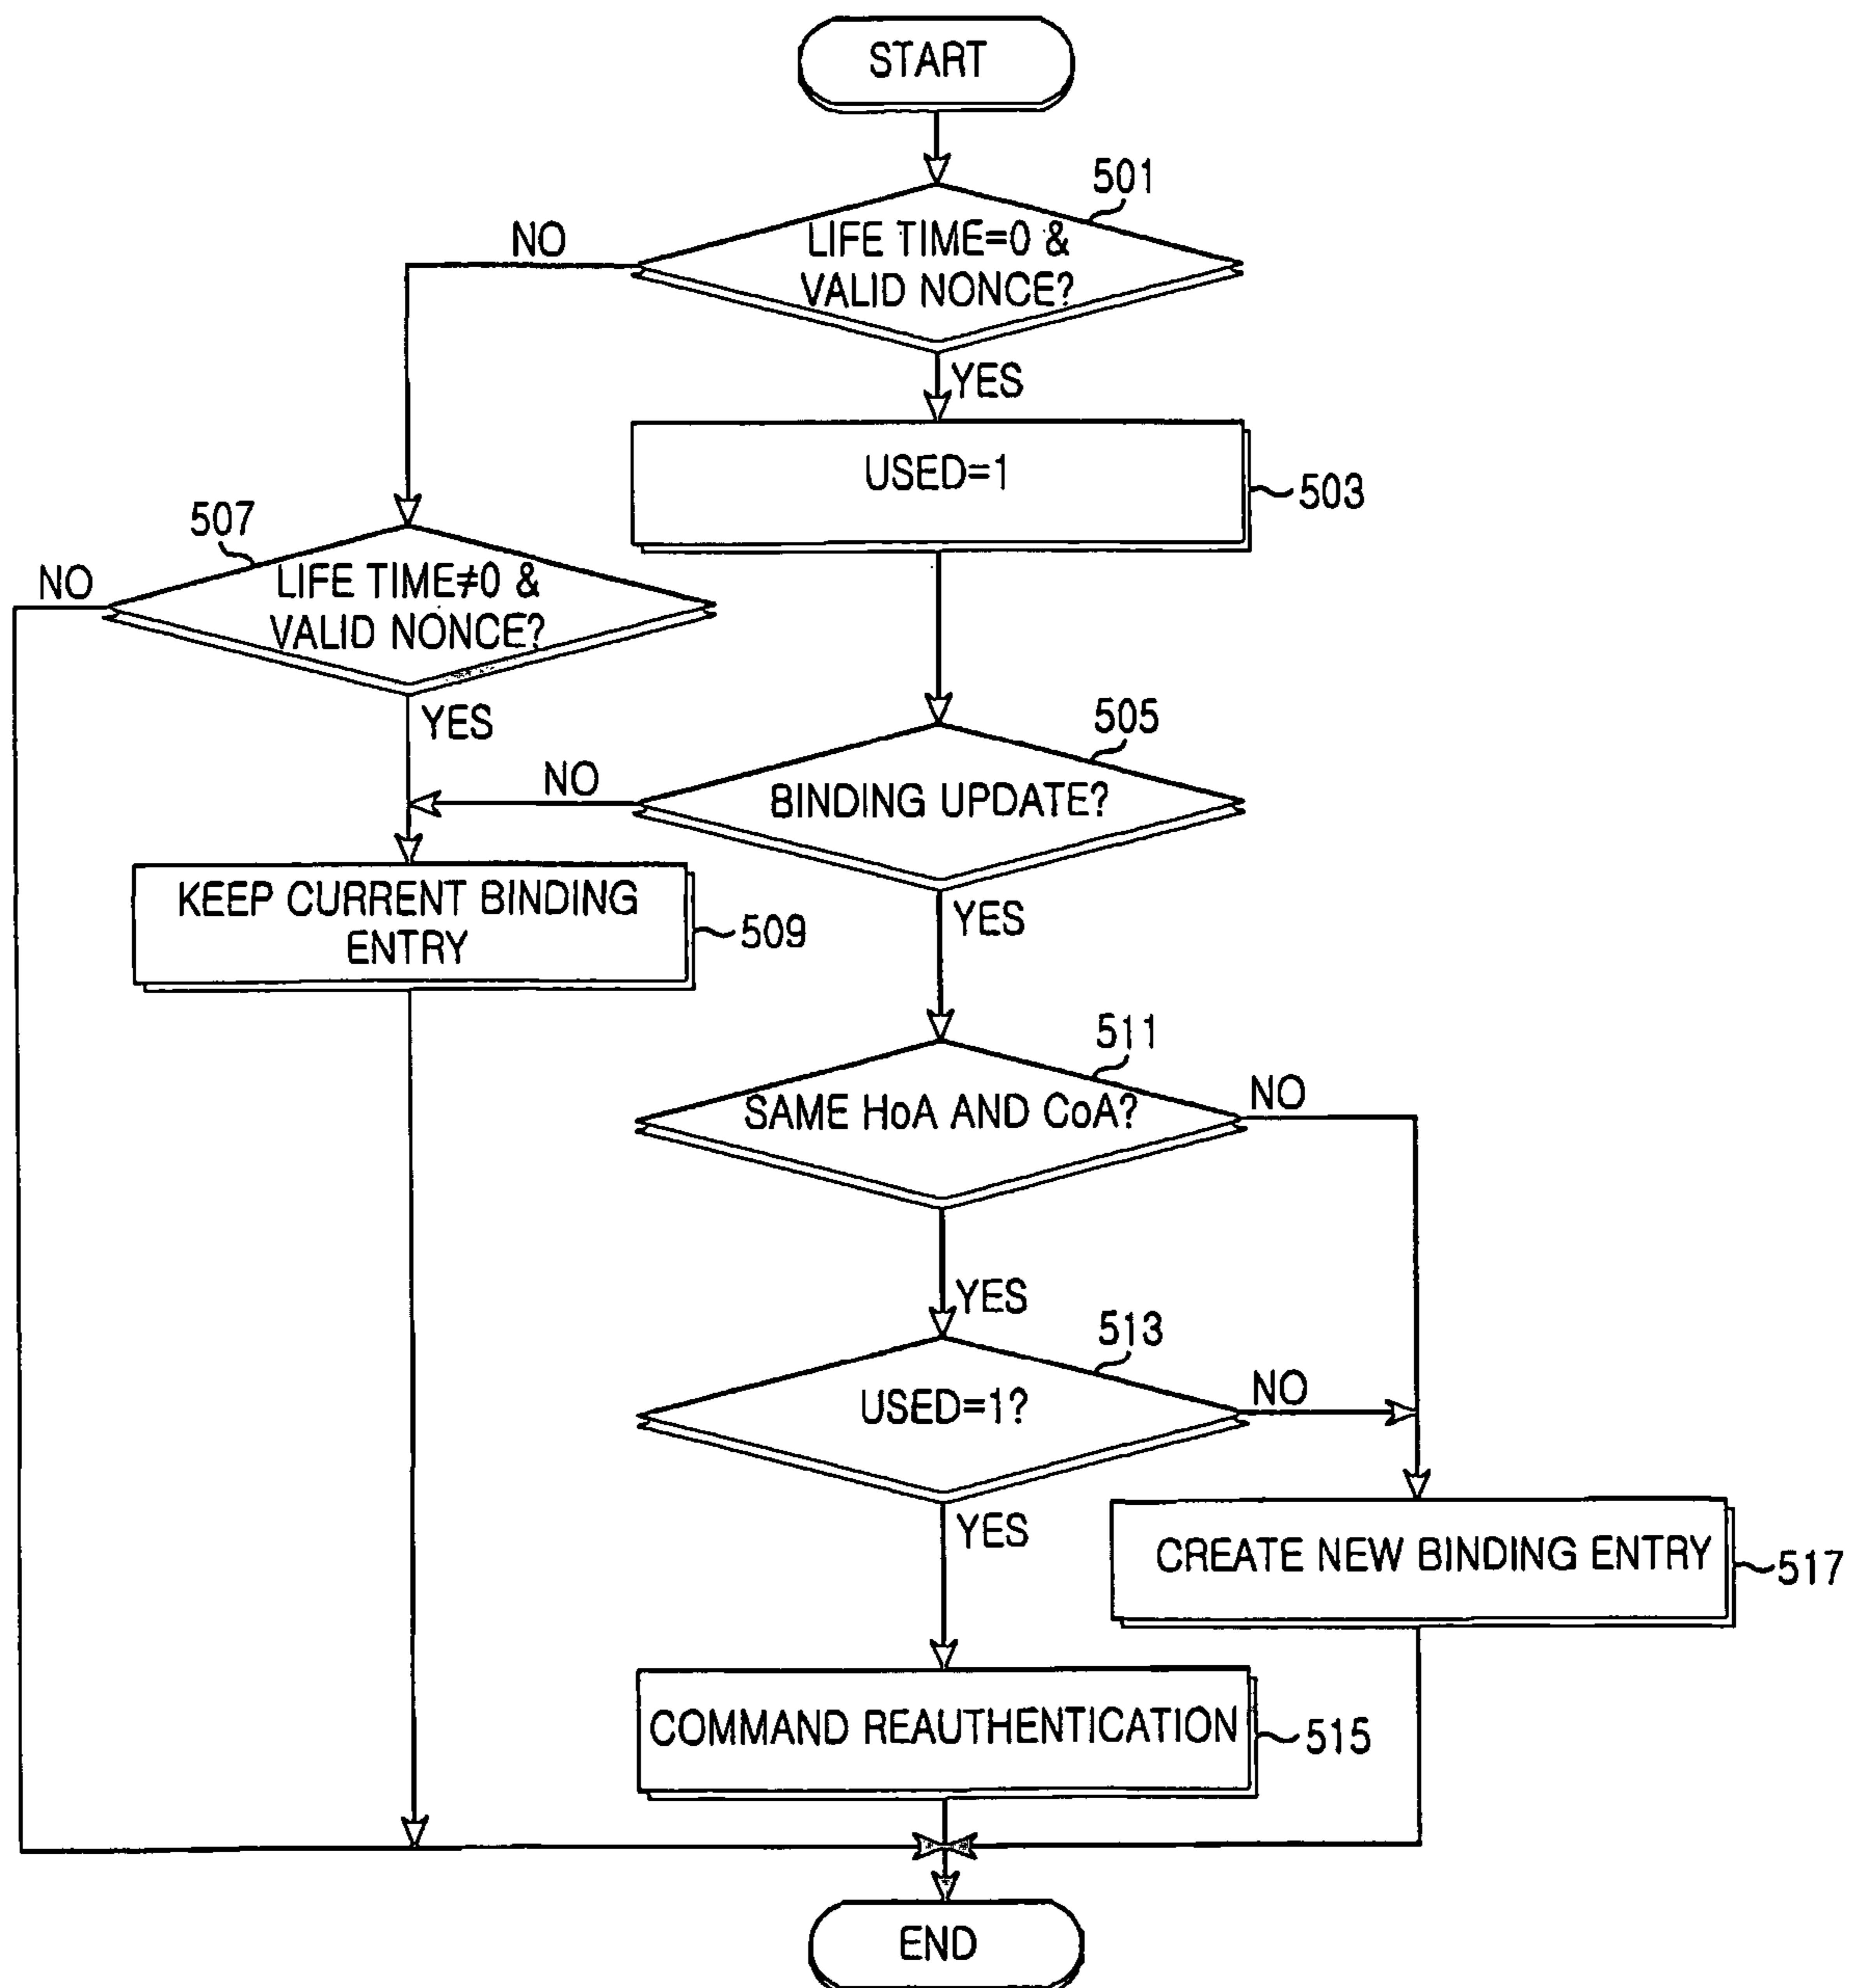 START
501
LIFE TIME=0 &
VALID NONCE?
NO
YES
USED=1
503
507
LIFE TIME≠0 &
VALID NONCE?
NO
YES
505
BINDING UPDATE?
NO
YES
KEEP CURRENT BINDING
ENTRY
509
511
SAME HoA AND CoA?
NO
YES
513
USED=1?
NO
YES
CREATE NEW BINDING ENTRY
517
COMMAND REAUTHENTICATION
515
END